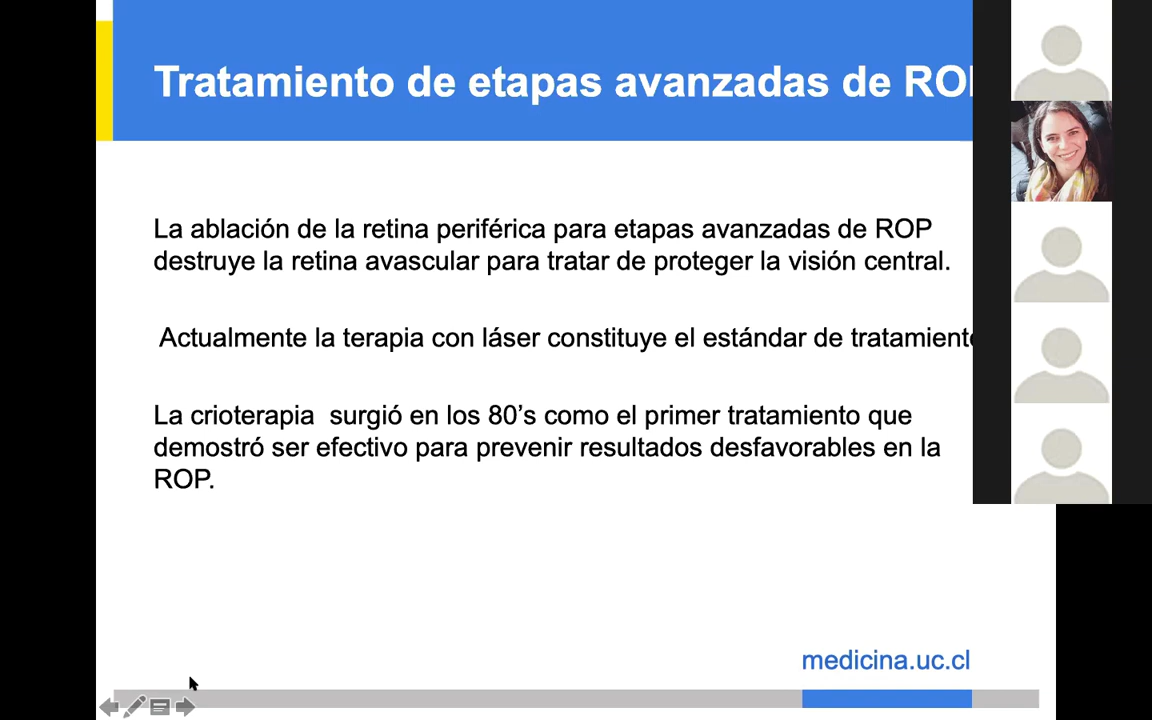 Tratamiento de etapas avanzadas de RO
La ablación de la retina periférica para etapas avanzadas de ROP
destruye la retina avascular para tratar de proteger la visión central.
Actualmente la terapia con láser constituye el estándar de tratamiento
La crioterapia surgió en los 80’s como el primer tratamiento que
demostró ser efectivo para prevenir resultados desfavorables en la
ROP.
medicina.uc.cl